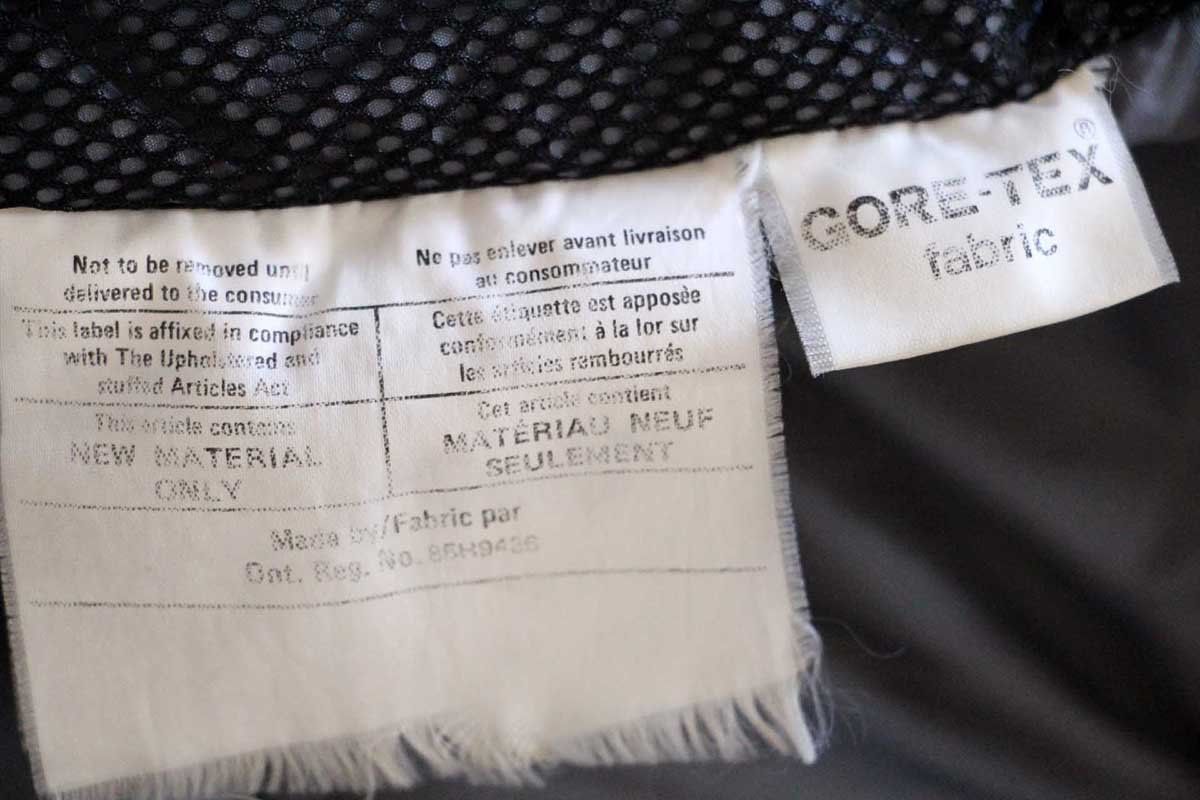 Not to be removed until
delivered to the consumer
Ne pas enlever avant livraison
au consommateur
This label is affixed in compliance
with The Upholstered and
stuffed Articles Act
Cette étiquette est apposée
conformément à la lor sur
les articles rembourrés
This article contains
NEW MATERIAL
ONLY
Cet article contient
MATÉRIAU NEUF
SEULEMENT
Made by/Fabric par
Ont. Reg. No. 85H9436
GORE-TEX®
fabric